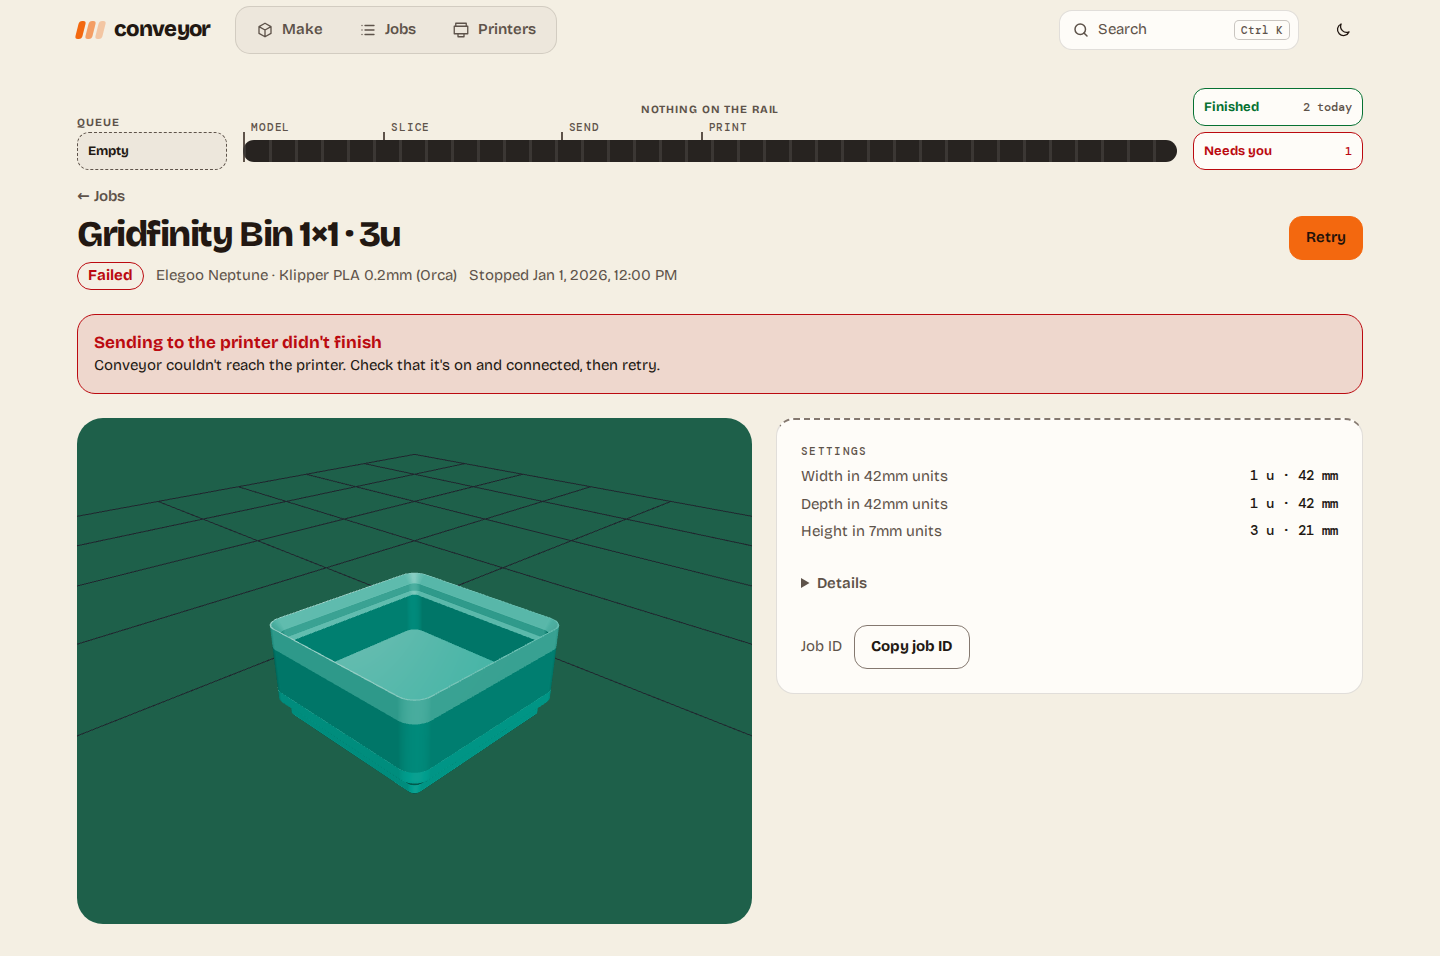 conveyor
Make
Jobs
Printers
Search
Ctrl K
QUEUE
Empty
NOTHING ON THE RAIL
MODEL
SLICE
SEND
PRINT
Finished 2 today
Needs you 1
← Jobs
Gridfinity Bin 1×1 · 3u
Retry
Failed Elegoo Neptune · Klipper PLA 0.2mm (Orca) Stopped Jan 1, 2026, 12:00 PM
Sending to the printer didn't finish
Conveyor couldn't reach the printer. Check that it's on and connected, then retry.
SETTINGS
Width in 42mm units 1 u · 42 mm
Depth in 42mm units 1 u · 42 mm
Height in 7mm units 3 u · 21 mm
Details
Job ID Copy job ID